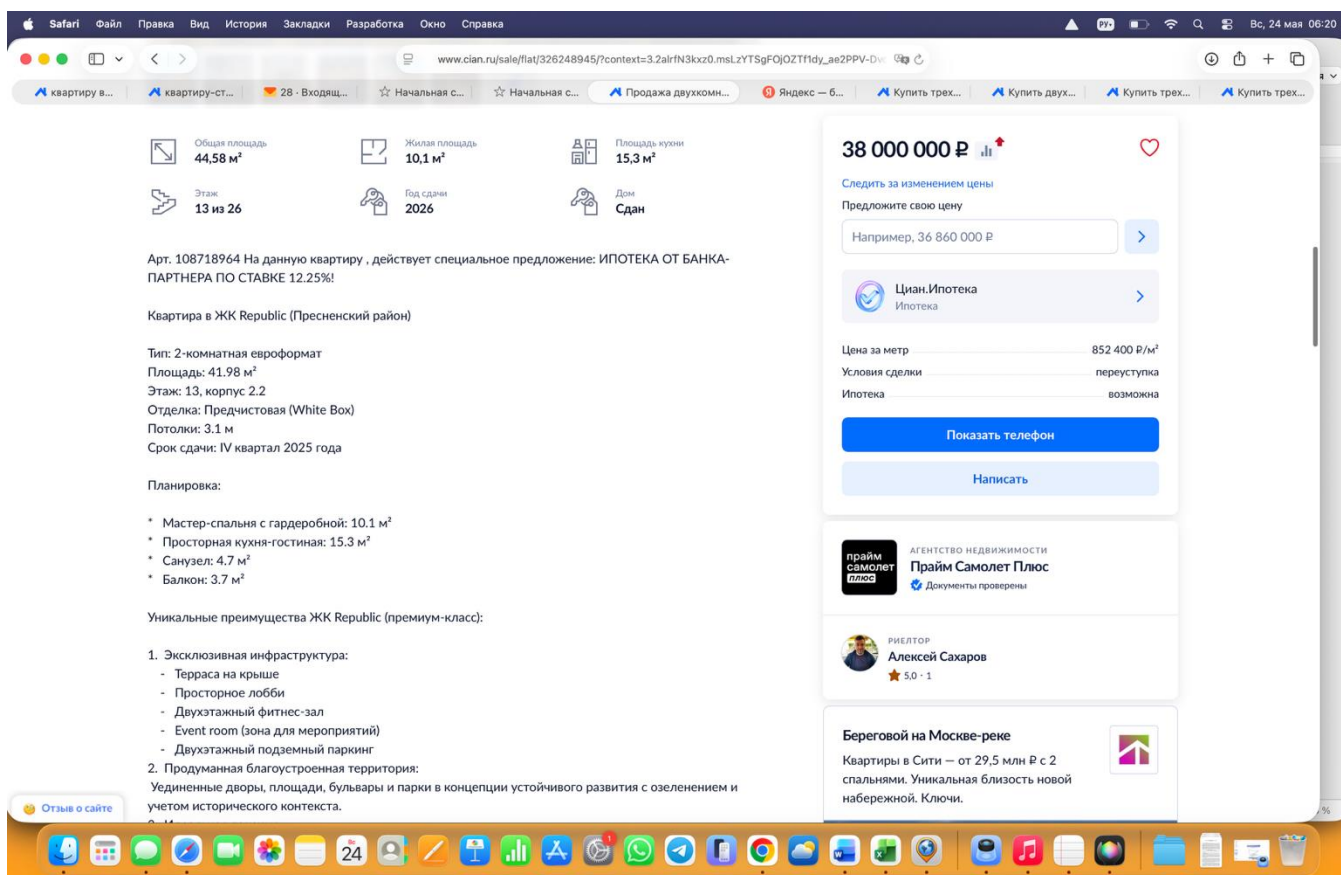 Safari Файл Правка Вид История Закладки Разработка Окно Справка
РУ Вс, 24 мая 06:20
квартиру в...
квартиру-ст...
28 · Входящ...
Начальная с...
Начальная с...
Продажа двухкомн...
Яндекс — б...
Купить трех...
Купить двух...
Купить трех...
Купить трех...
Общая площадь
44,58 м²
Жилая площадь
10,1 м²
Площадь кухни
15,3 м²
Этаж
13 из 26
Год сдачи
2026
Дом
Сдан
Арт. 108718964 На данную квартиру , действует специальное предложение: ИПОТЕКА ОТ БАНКА-
ПАРТНЕРА ПО СТАВКЕ 12.25%!
Квартира в ЖК Republic (Пресненский район)
Тип: 2-комнатная евроформат
Площадь: 41.98 м²
Этаж: 13, корпус 2.2
Отделка: Предчистовая (White Box)
Потолки: 3.1 м
Срок сдачи: IV квартал 2025 года
Планировка:
* Мастер-спальня с гардеробной: 10.1 м²
* Просторная кухня-гостиная: 15.3 м²
* Санузел: 4.7 м²
* Балкон: 3.7 м²
Уникальные преимущества ЖК Republic (премиум-класс):
1. Эксклюзивная инфраструктура:
- Терраса на крыше
- Просторное лобби
- Двухэтажный фитнес-зал
- Event room (зона для мероприятий)
- Двухэтажный подземный паркинг
2. Продуманная благоустроенная территория:
Уединенные дворы, площади, бульвары и парки в концепции устойчивого развития с озеленением и
учетом исторического контекста.
38 000 000 ₽
Следить за изменением цены
Предложите свою цену
Например, 36 860 000 ₽
Циан.Ипотека
Ипотека
Цена за метр 852 400 ₽/м²
Условия сделки переуступка
Ипотека возможна
Показать телефон
Написать
прайм
самолет
плюс
АГЕНТСТВО НЕДВИЖИМОСТИ
Прайм Самолет Плюс
Документы проверены
РИЕЛТОР
Алексей Сахаров
5,0 · 1
Береговой на Москве-реке
Квартиры в Сити — от 29,5 млн ₽ с 2
спальнями. Уникальная близость новой
набережной. Ключи.
Отзыв о сайте
%
Вс
24
1